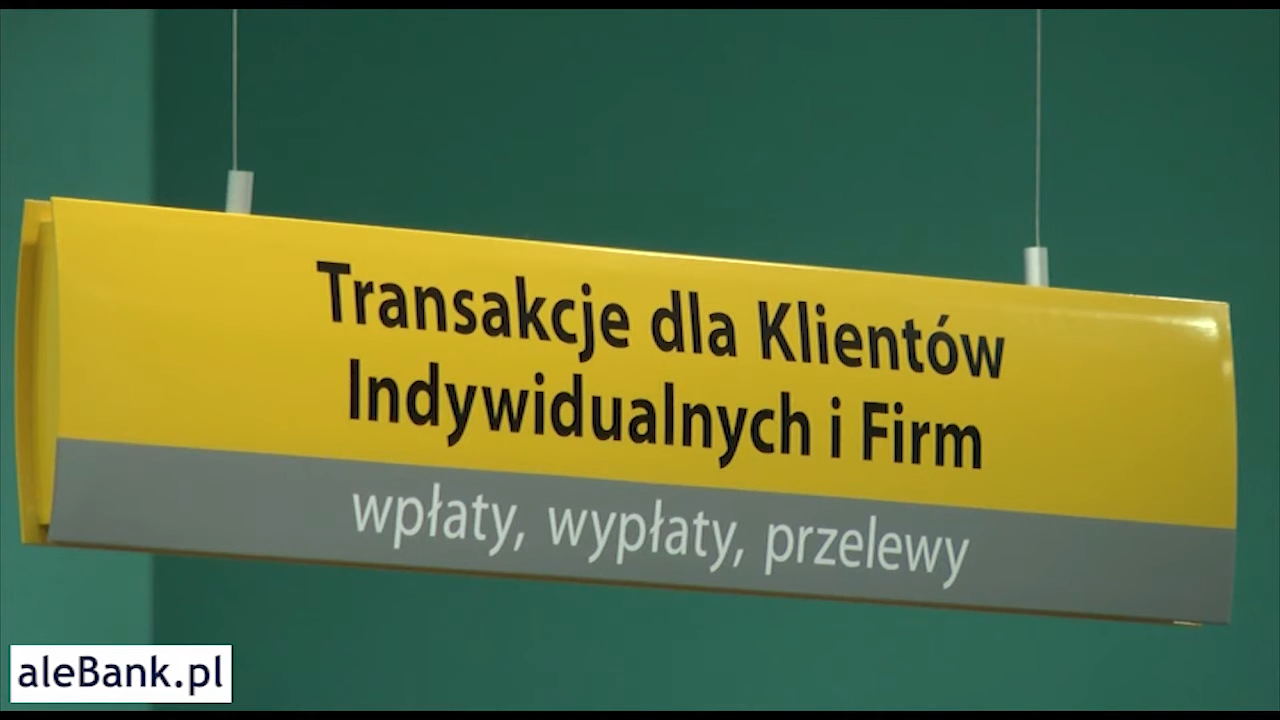 Transakcje dla Klientów
Indywidualnych i Firm
wpłaty, wypłaty, przelewy
aleBank.pl